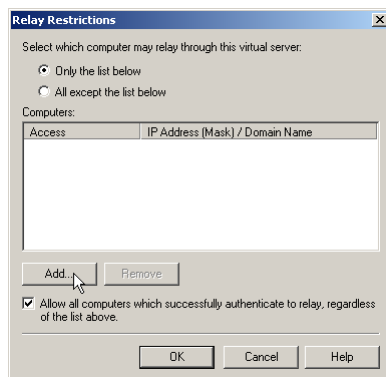 Relay Restrictions
Select which computer may relay through this virtual server:
Only the list below
All except the list below
Computers:
Access IP Address (Mask) / Domain Name
Add... Remove
Allow all computers which successfully authenticate to relay, regardless
of the list above.
OK Cancel Help